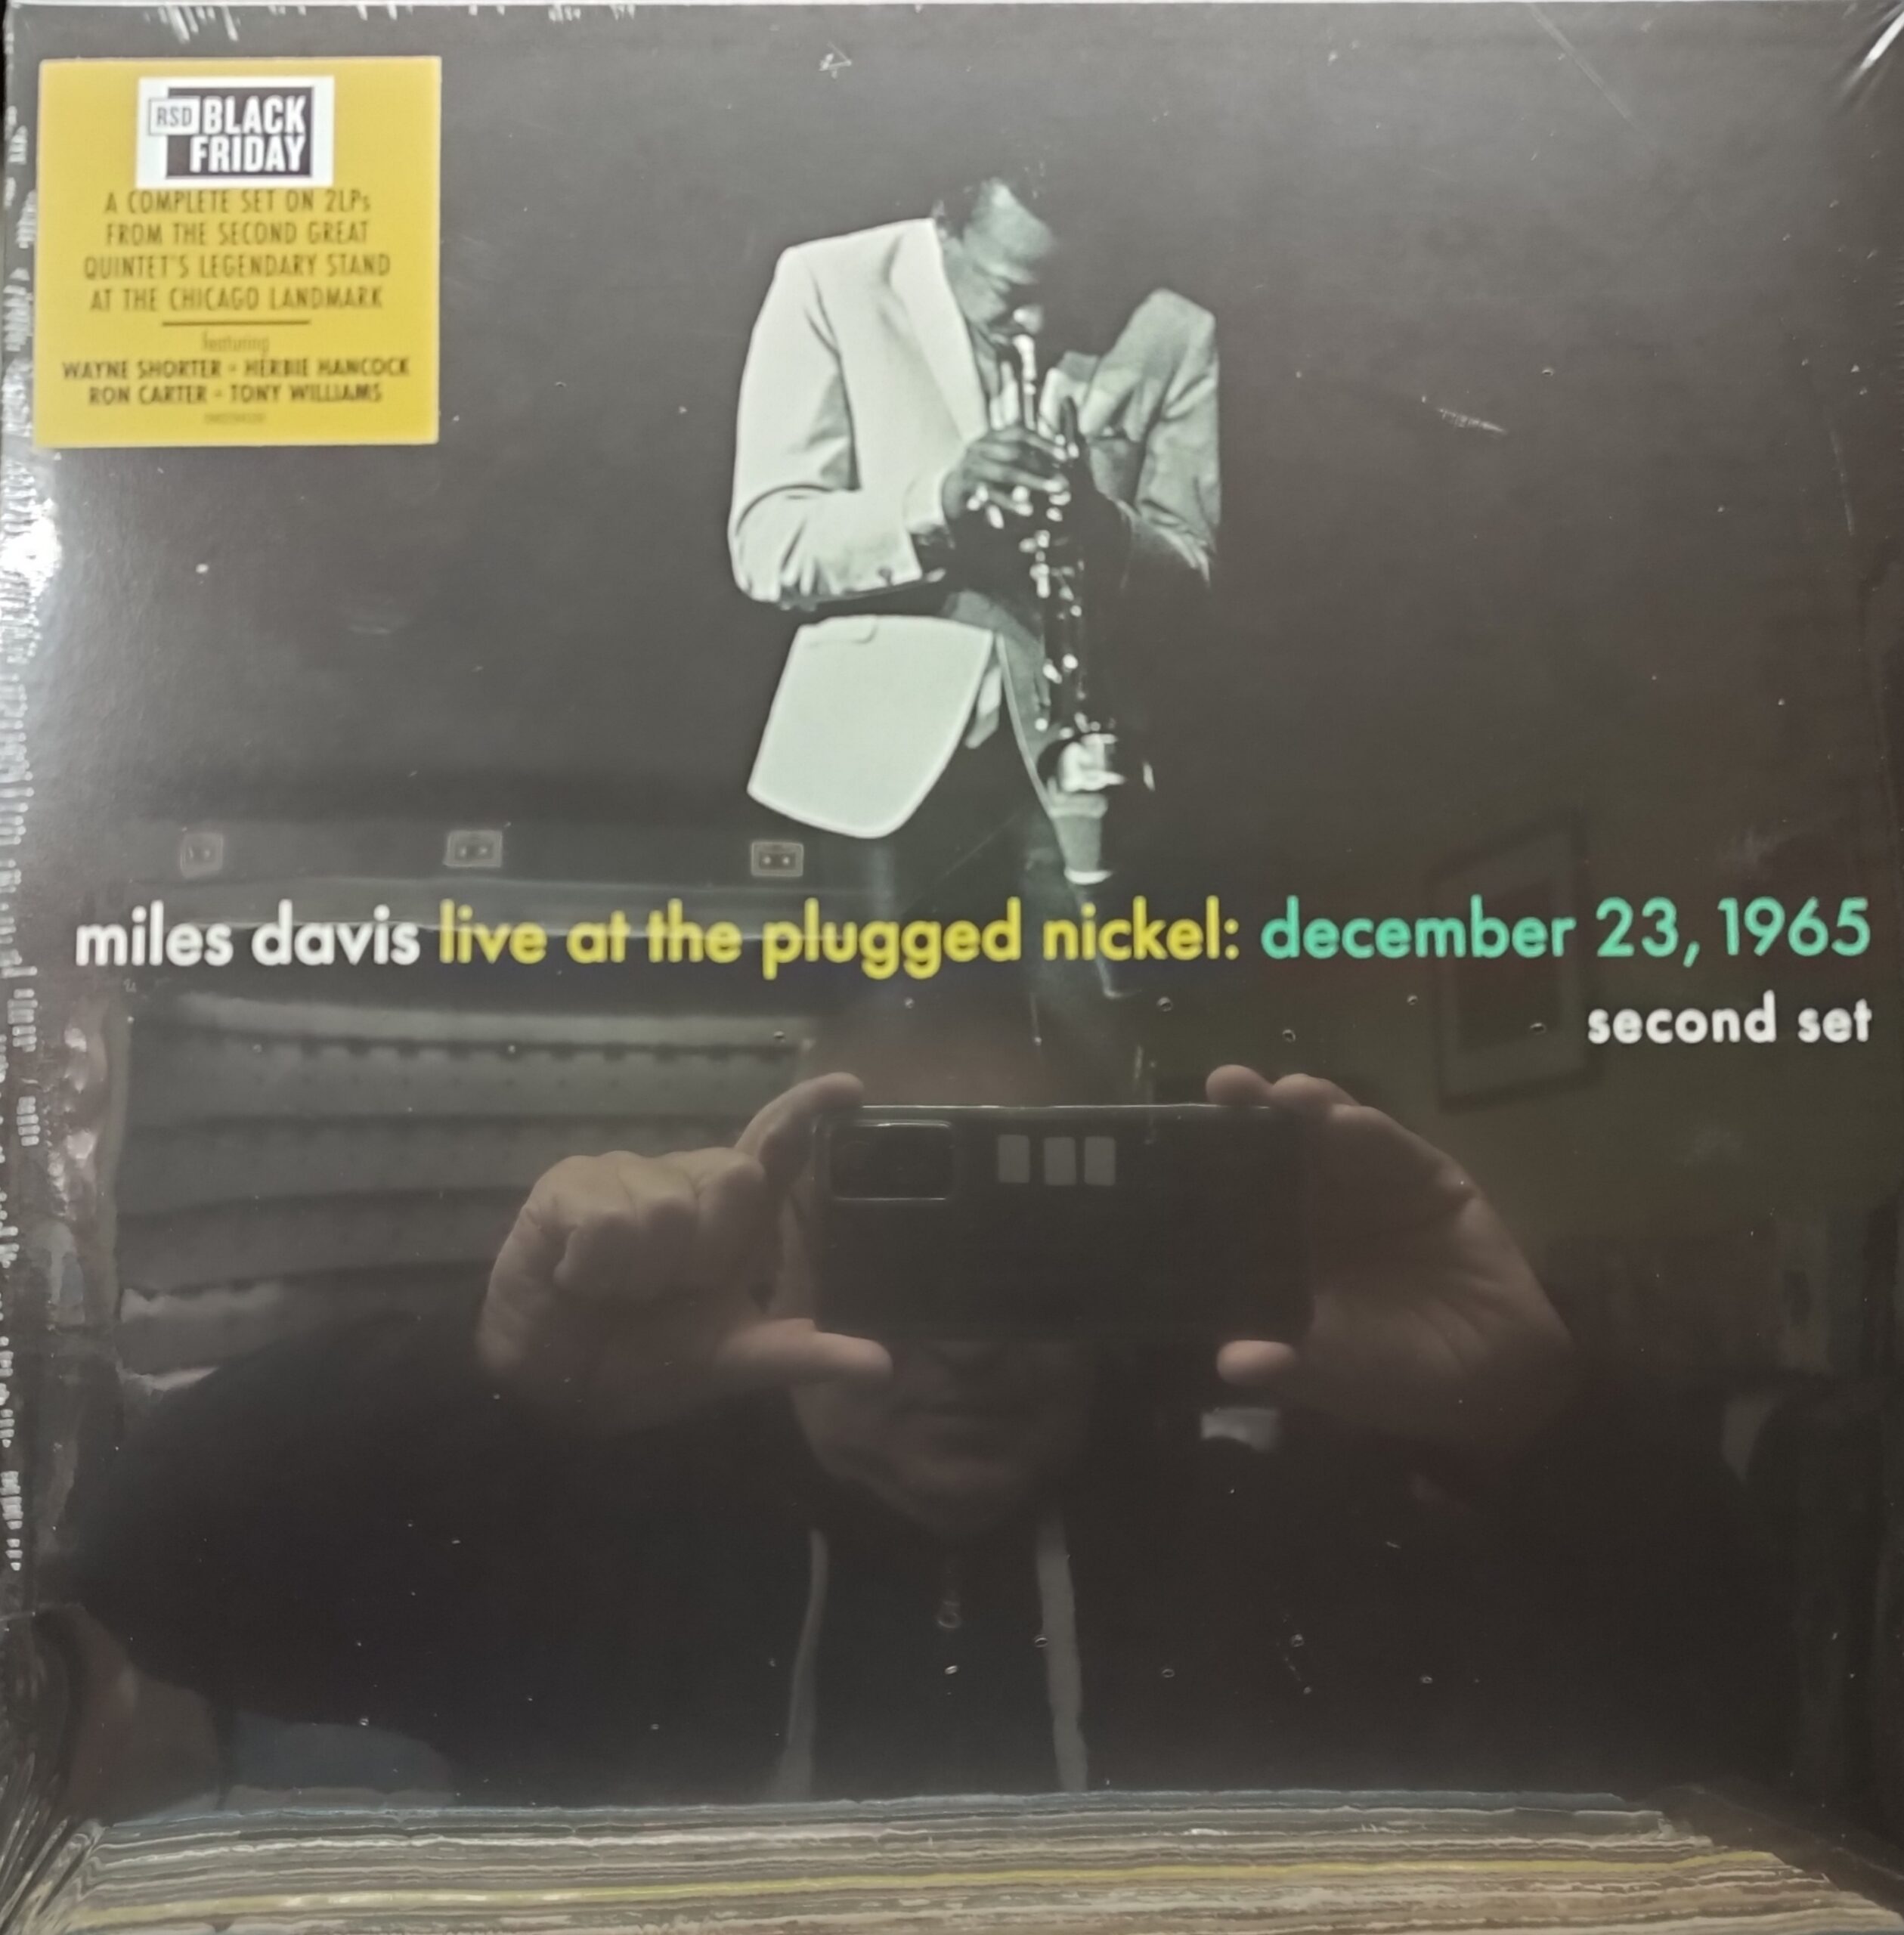 RSD BLACK
FRIDAY
A COMPLETE SET ON 2LPs
FROM THE SECOND GREAT
QUINTET'S LEGENDARY STAND
AT THE CHICAGO LANDMARK
featuring
WAYNE SHORTER • HERBIE HANCOCK
RON CARTER • TONY WILLIAMS
miles davis live at the plugged nickel: december 23, 1965
second set